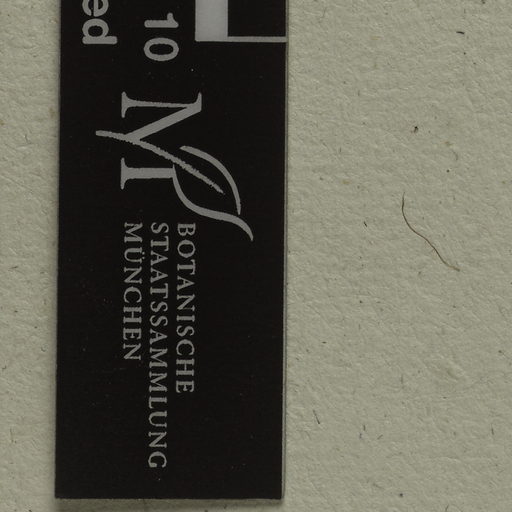 10
ed
M
BOTANISCHE
STAATSSAMMLUNG
MÜNCHEN